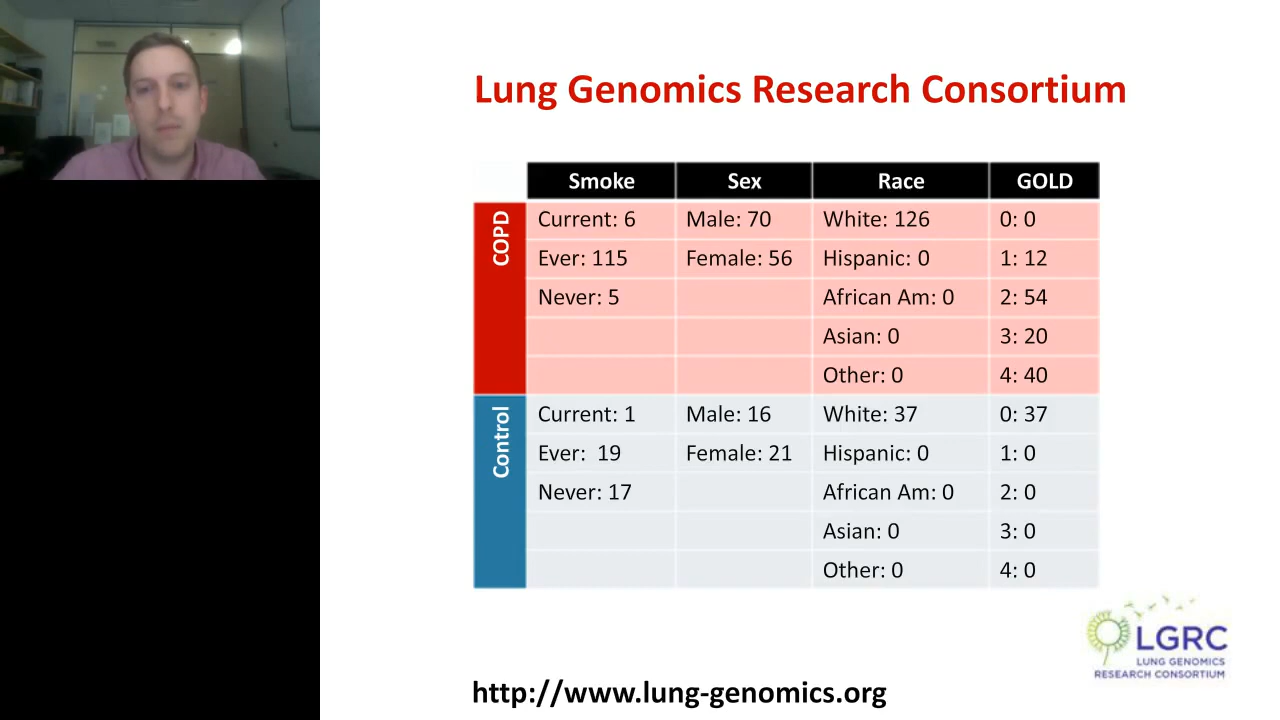 Lung Genomics Research Consortium
Smoke Sex Race GOLD
COPD
Current: 6 Male: 70 White: 126 0: 0
Ever: 115 Female: 56 Hispanic: 0 1: 12
Never: 5 African Am: 0 2: 54
Asian: 0 3: 20
Other: 0 4: 40
Control
Current: 1 Male: 16 White: 37 0: 37
Ever: 19 Female: 21 Hispanic: 0 1: 0
Never: 17 African Am: 0 2: 0
Asian: 0 3: 0
Other: 0 4: 0
LGRC
LUNG GENOMICS
RESEARCH CONSORTIUM
http://www.lung-genomics.org